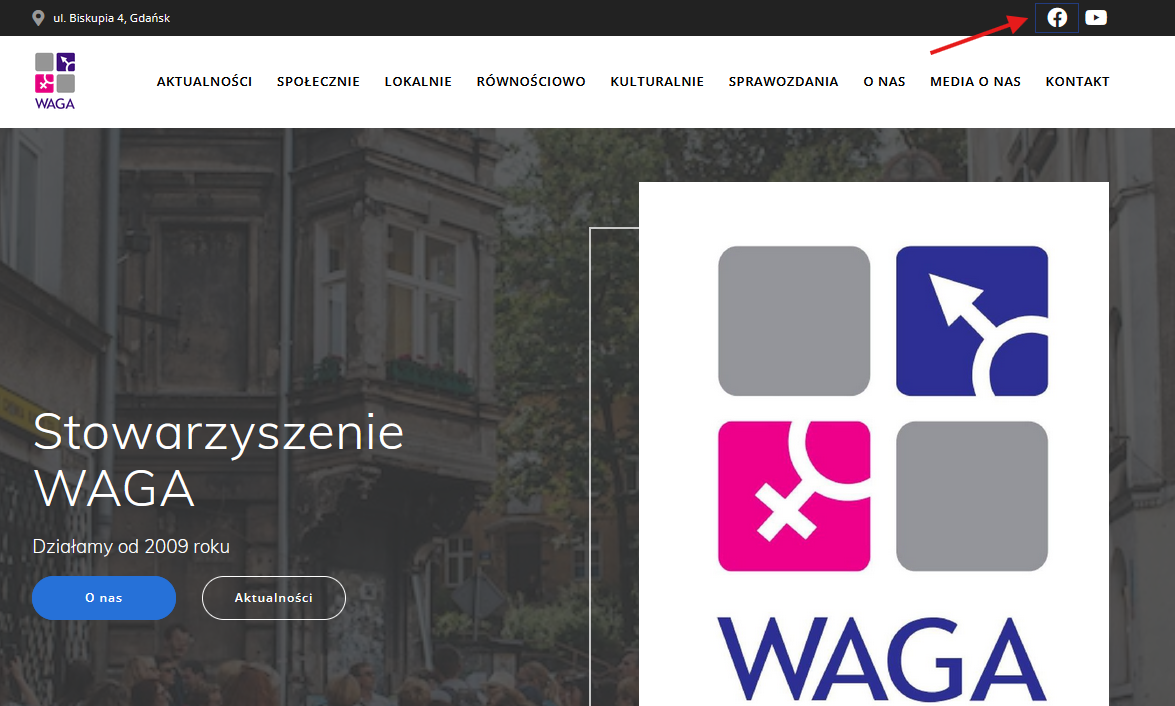 ul. Biskupia 4, Gdańsk
WAGA
AKTUALNOŚCI SPOŁECZNIE LOKALNIE RÓWNOŚCIOWO KULTURALNIE SPRAWOZDANIA O NAS MEDIA O NAS KONTAKT
Stowarzyszenie
WAGA
Działamy od 2009 roku
O nas Aktualności
WAGA